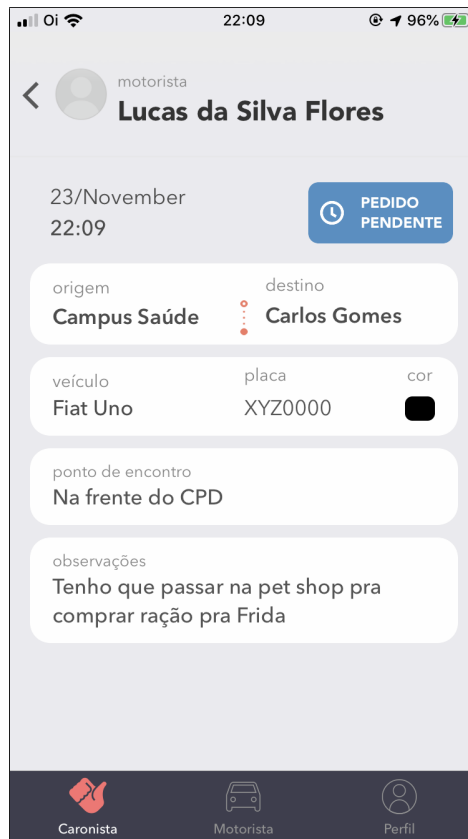 Oi 22:09 96%
motorista
Lucas da Silva Flores
23/November
22:09
PEDIDO
PENDENTE
origem destino
Campus Saúde Carlos Gomes
veículo placa cor
Fiat Uno XYZ0000
ponto de encontro
Na frente do CPD
observações
Tenho que passar na pet shop pra
comprar ração pra Frida
Caronista Motorista Perfil